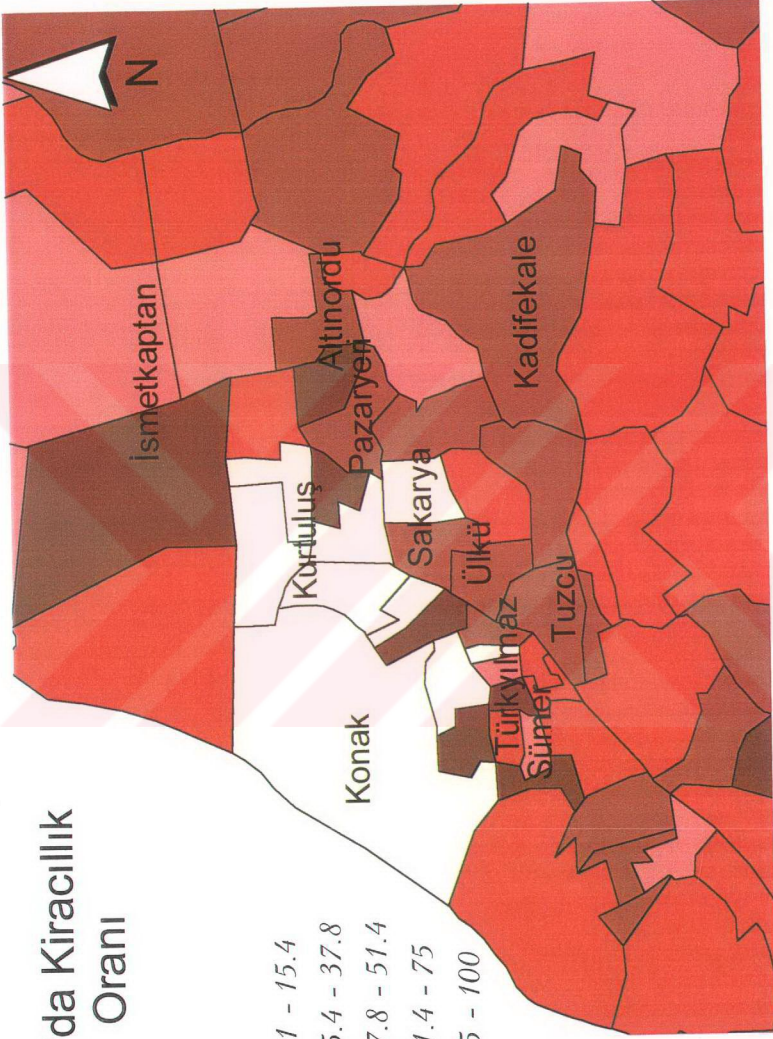 da Kiracıllık
Oranı
1 - 15.4
5.4 - 37.8
7.8 - 51.4
1.4 - 75
5 - 100
N
İsmetkaptan
Kurtuluş
Altınordu
Pazaryeri
Konak
Sakarya
Ülkü
Türkyılmaz
Sümer
Tuzcu
Kadifekale